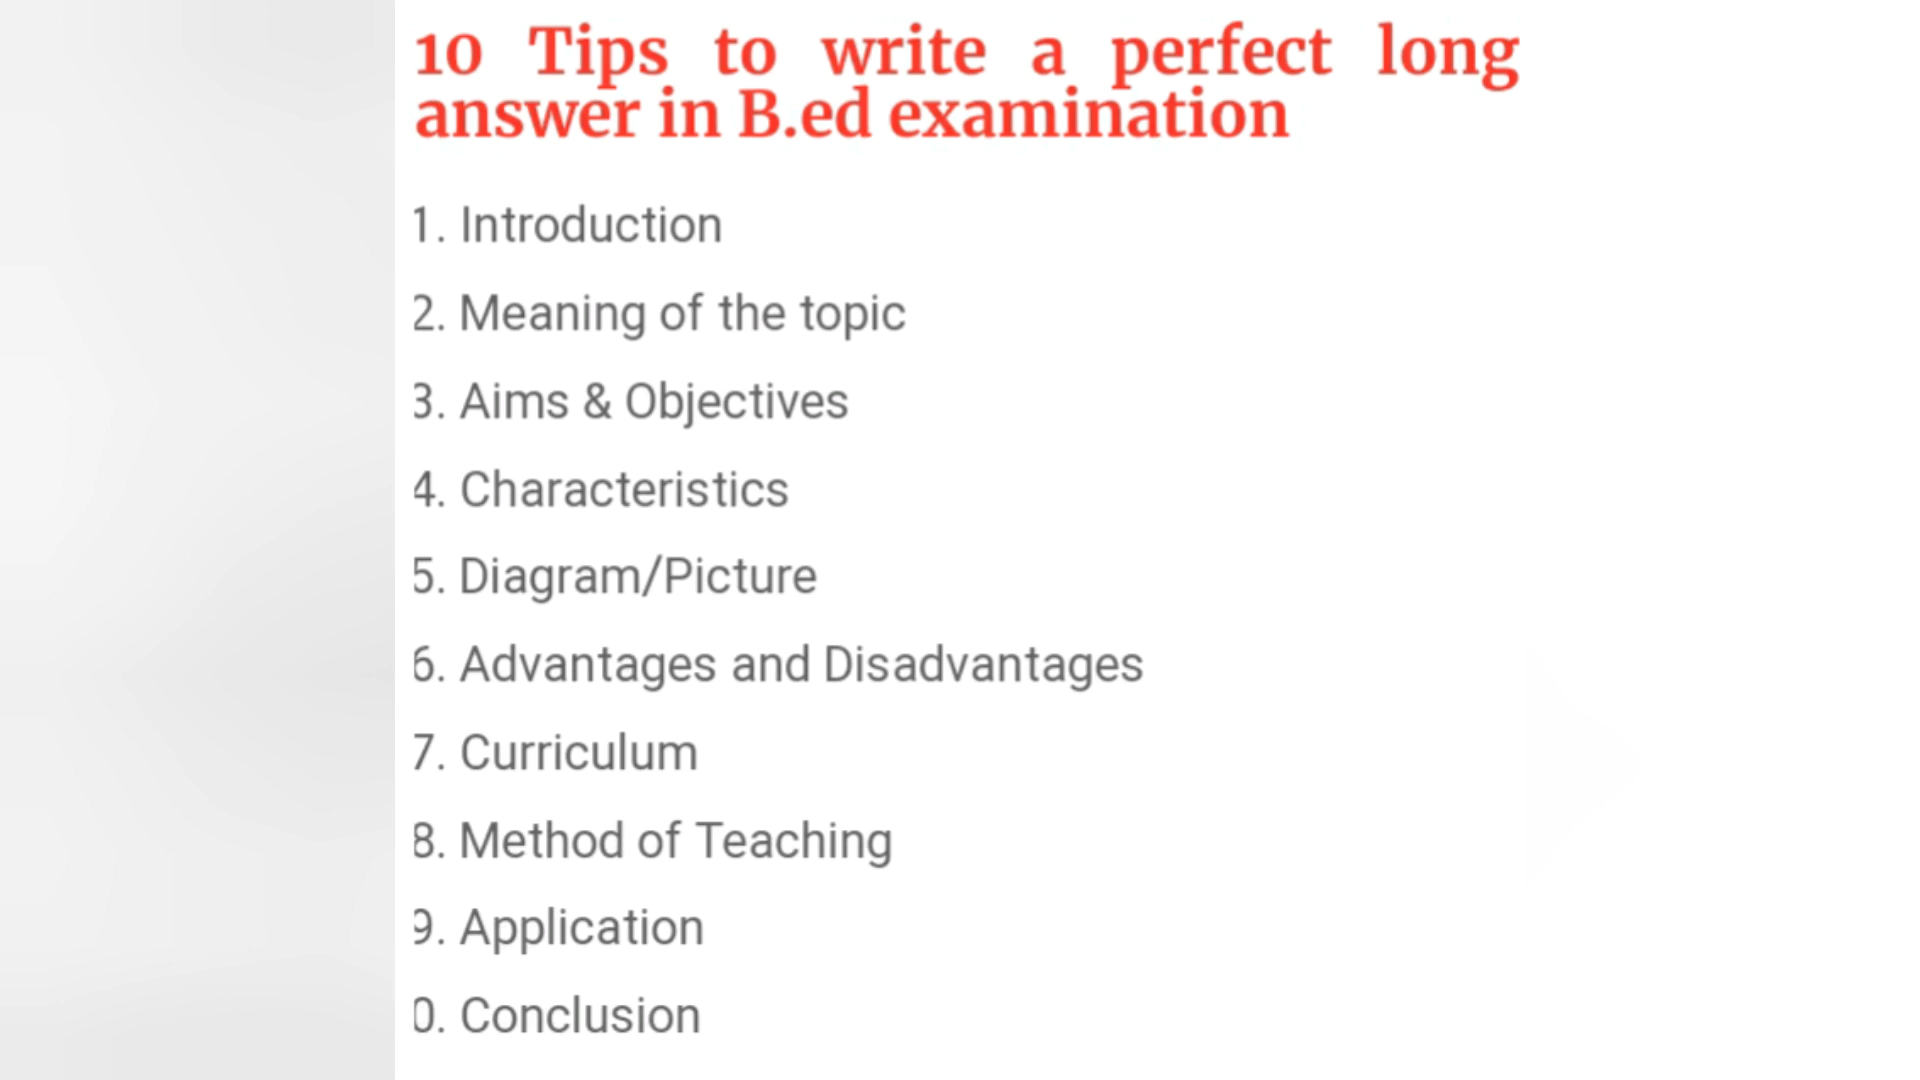 10 Tips to write a perfect long
answer in B.ed examination
1. Introduction
2. Meaning of the topic
3. Aims & Objectives
4. Characteristics
5. Diagram/Picture
6. Advantages and Disadvantages
7. Curriculum
8. Method of Teaching
9. Application
0. Conclusion